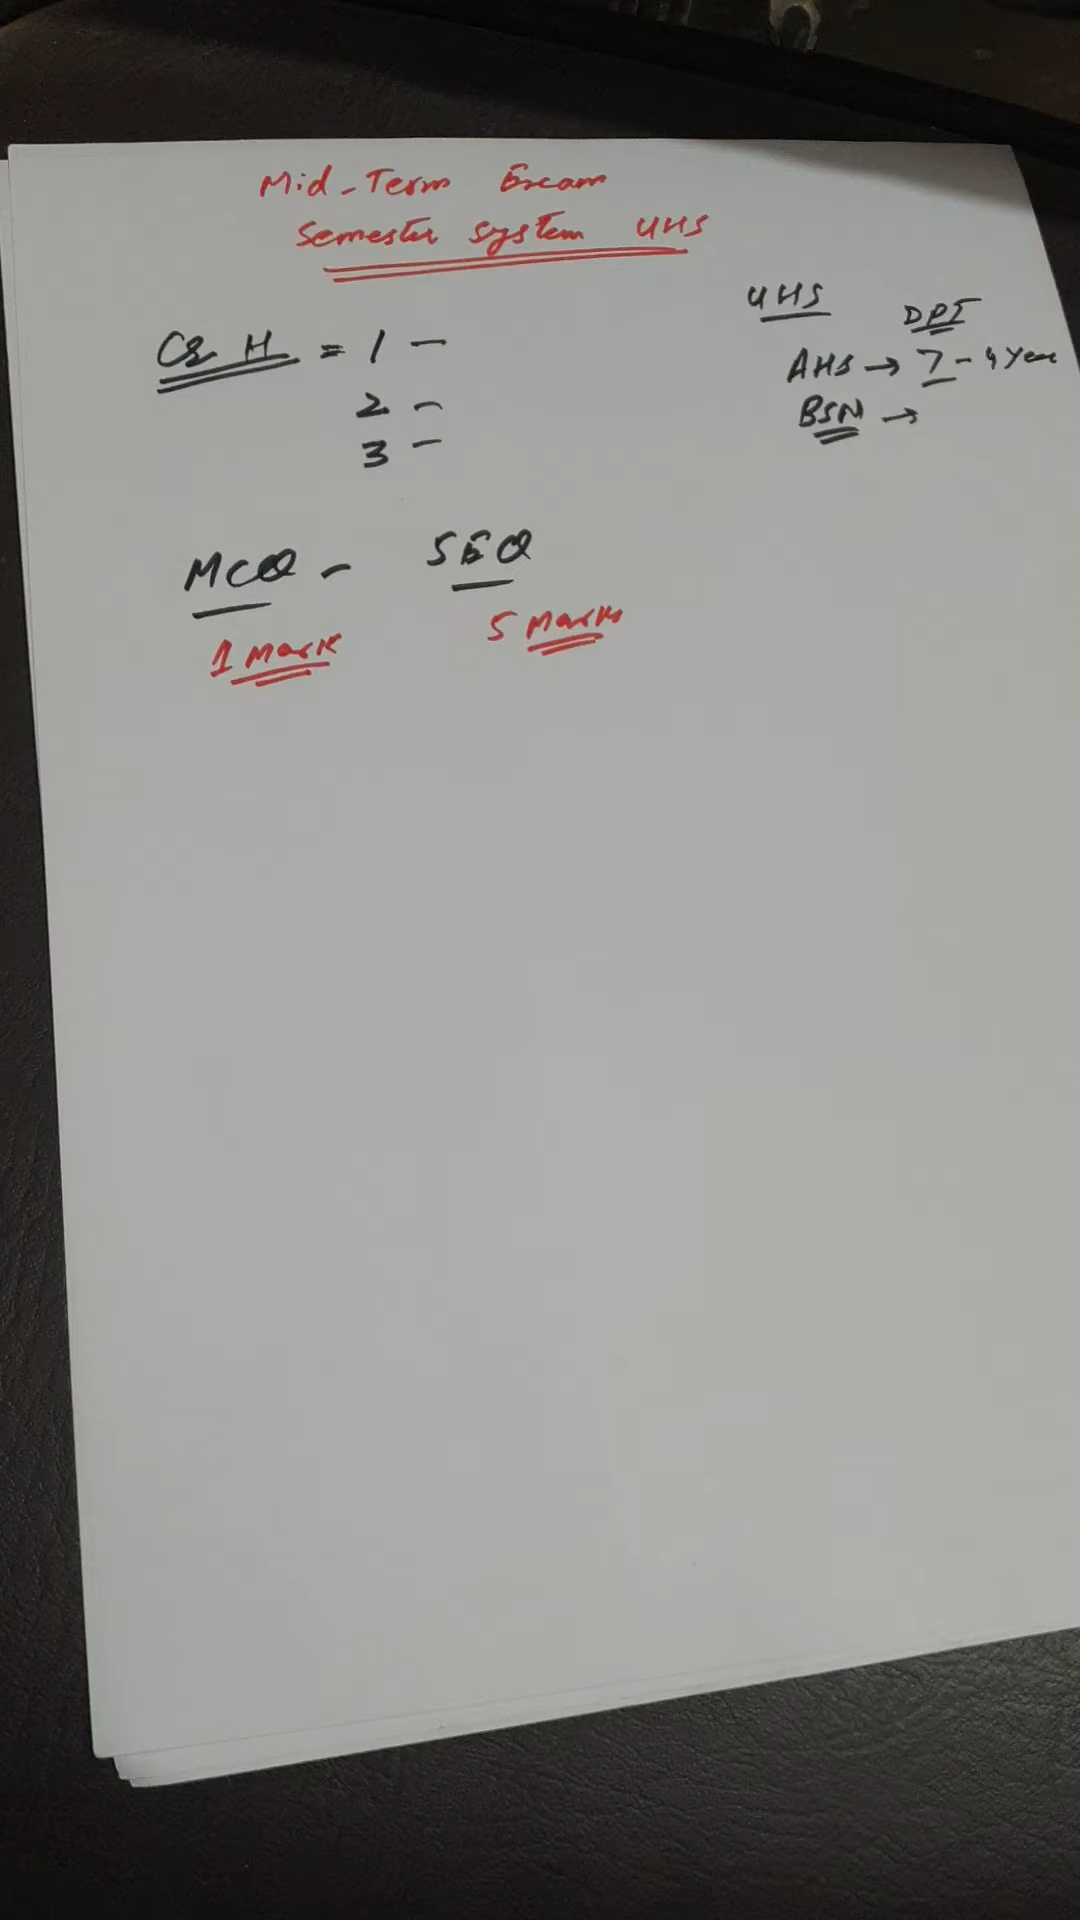 Mid-Term Exam
Semester system UHS
Cr H = 1 -
2 -
3 -
UHS DPT
AHS → 7 - 4 Year
BSN →
MCQ - SEQ
1 Mark 5 Marks